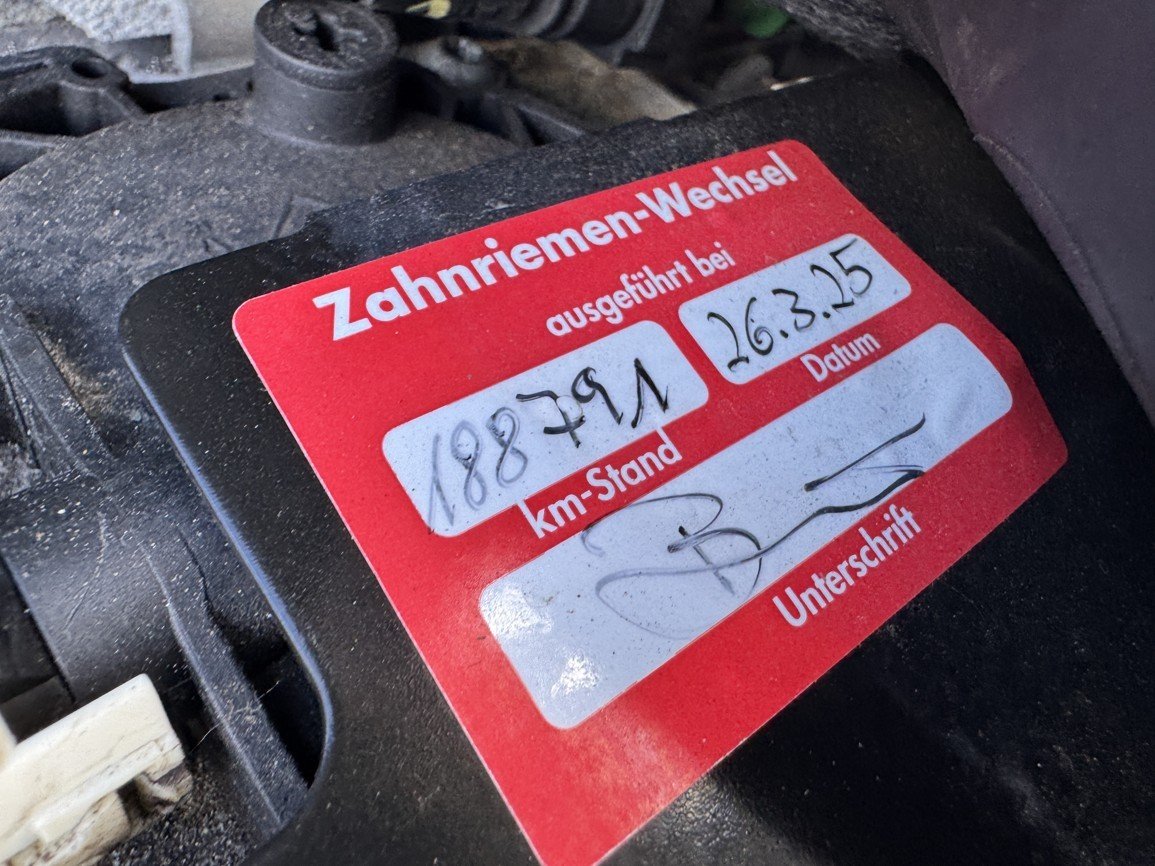 Zahnriemen-Wechsel
ausgeführt bei
188791
26.3.25
km-Stand
Datum
Unterschrift